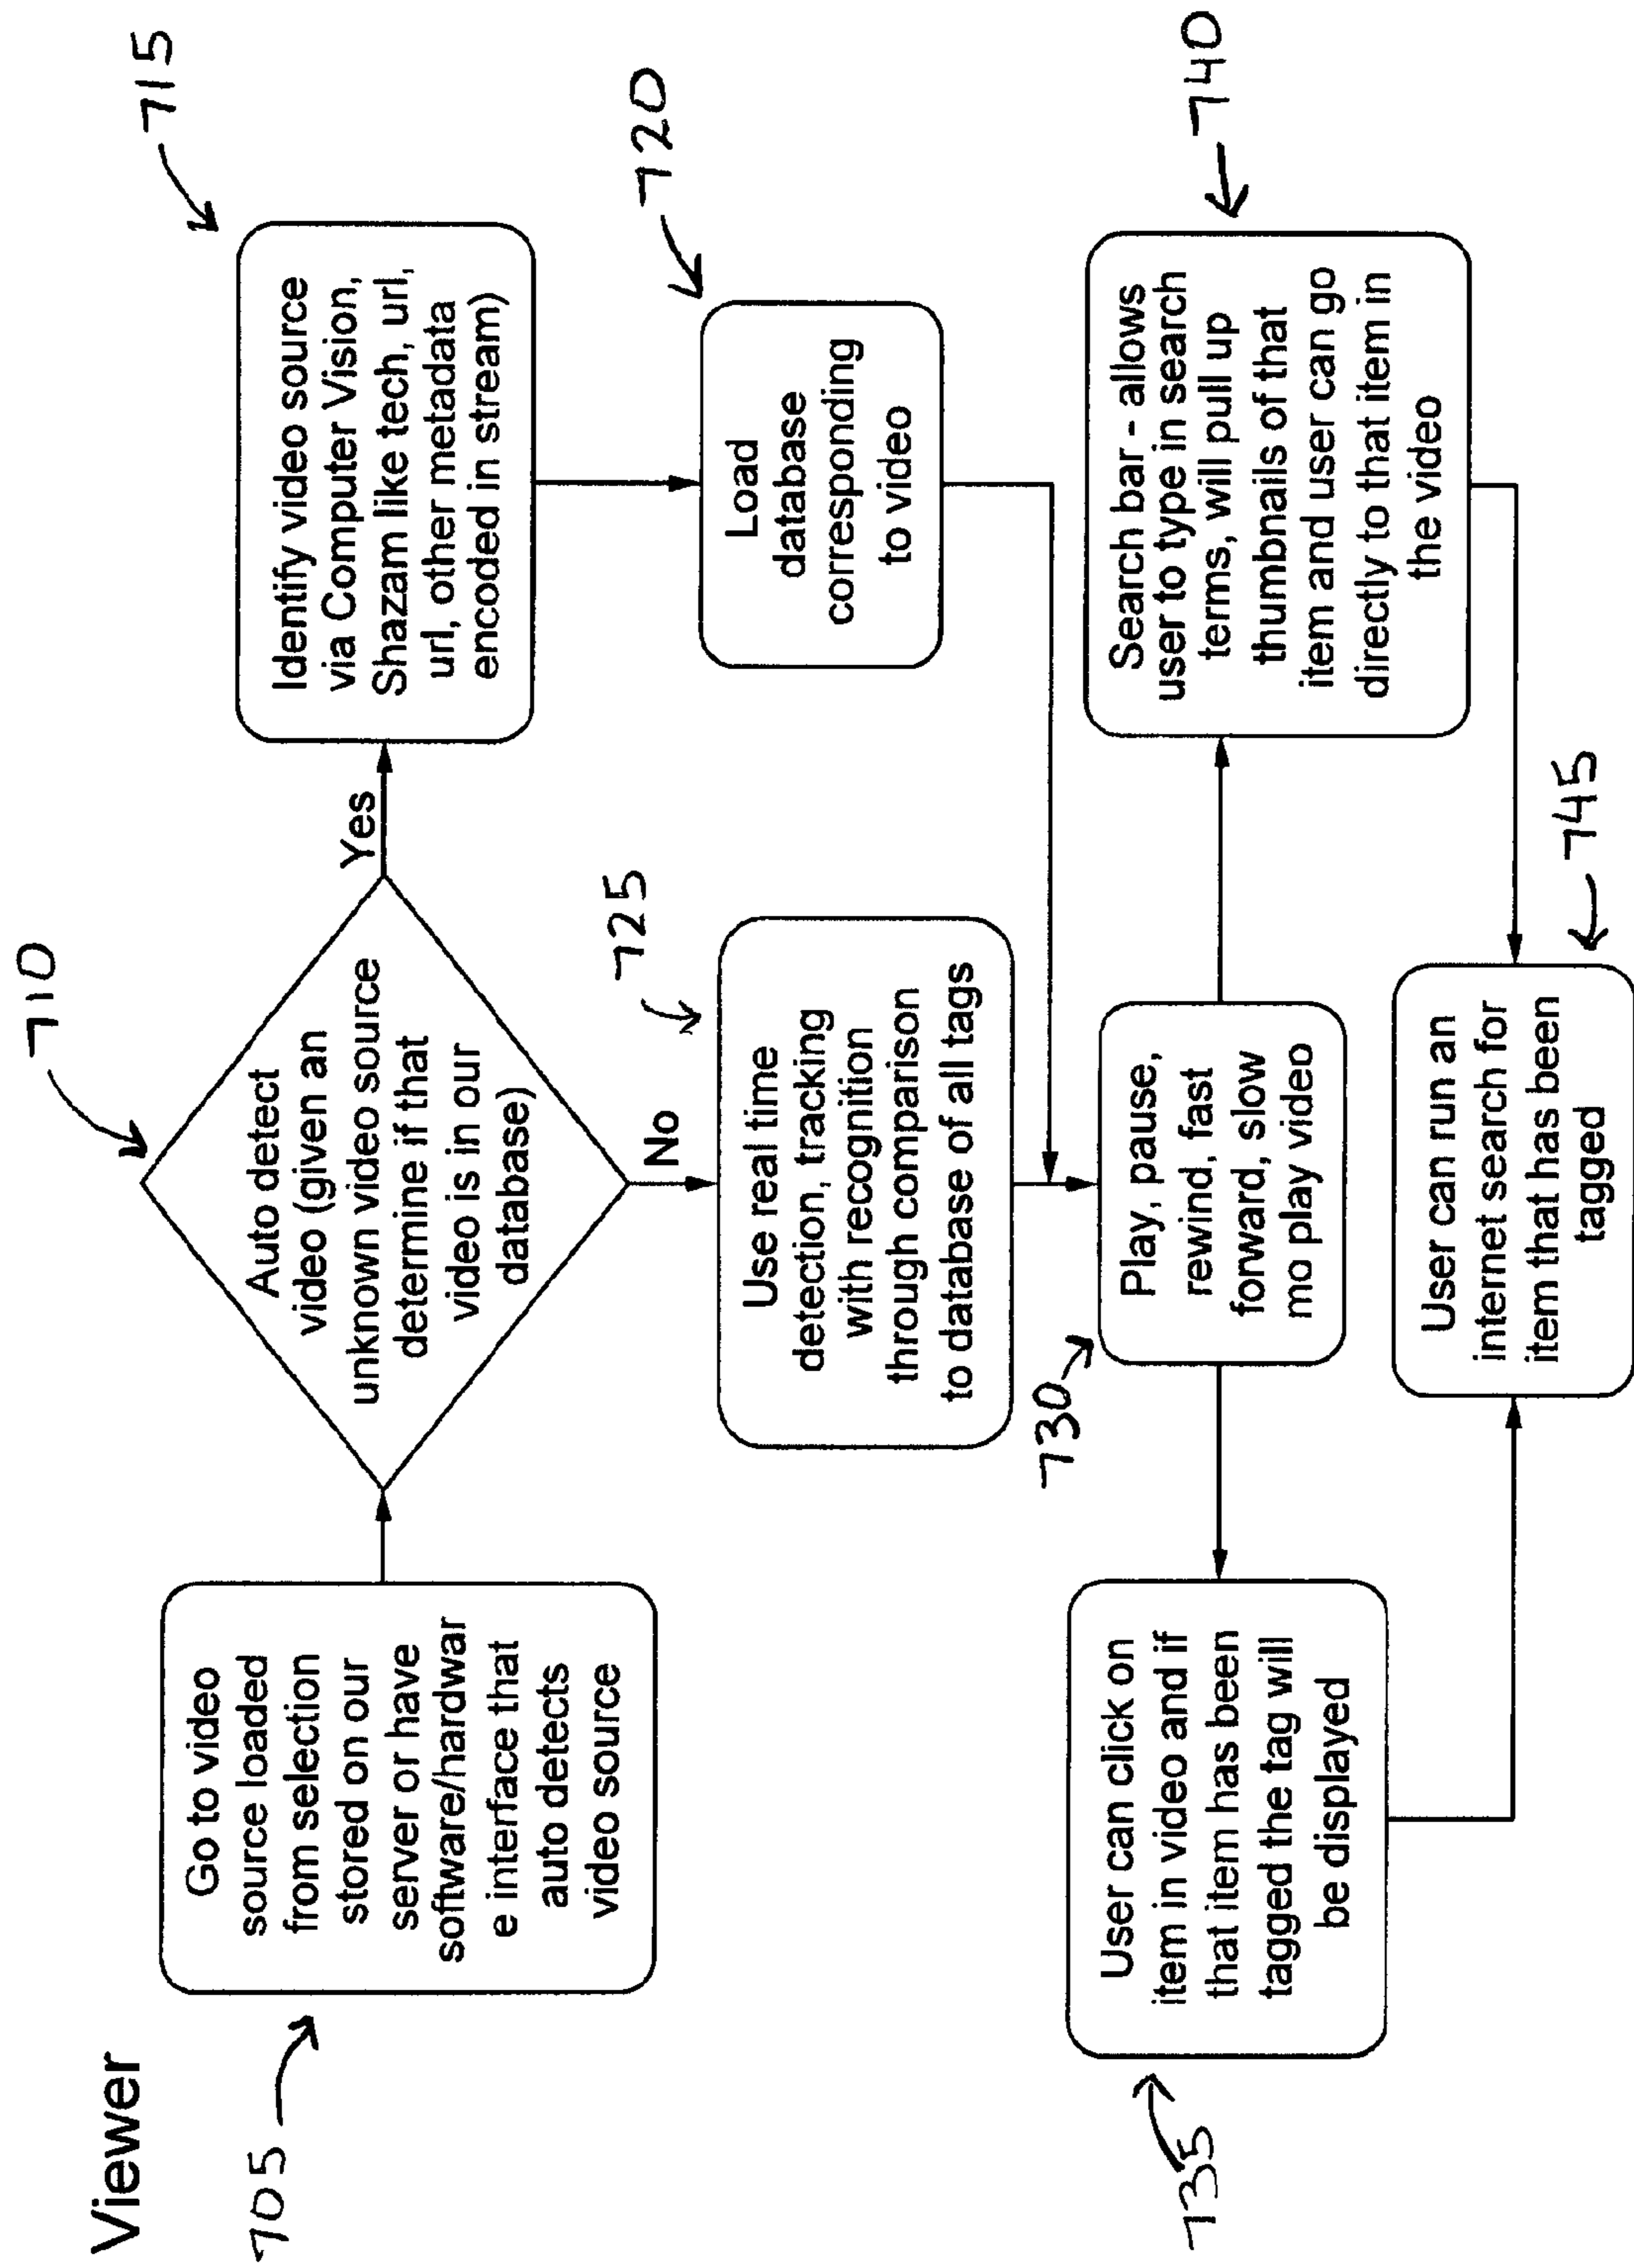 Viewer
705
Go to video
source loaded
from selection
stored on our
server or have
software/hardwar
e interface that
auto detects
video source
710
Auto detect
video (given an
unknown video source
determine if that
video is in our
database)
Yes
No
715
Identify video source
via Computer Vision,
Shazam like tech, url,
url, other metadata
encoded in stream)
720
Load
database
corresponding
to video
725
Use real time
detection, tracking
with recognition
through comparison
to database of all tags
730
Play, pause,
rewind, fast
forward, slow
mo play video
735
User can click on
item in video and if
that item has been
tagged the tag will
be displayed
740
Search bar - allows
user to type in search
terms, will pull up
thumbnails of that
item and user can go
directly to that item in
the video
745
User can run an
internet search for
item that has been
tagged